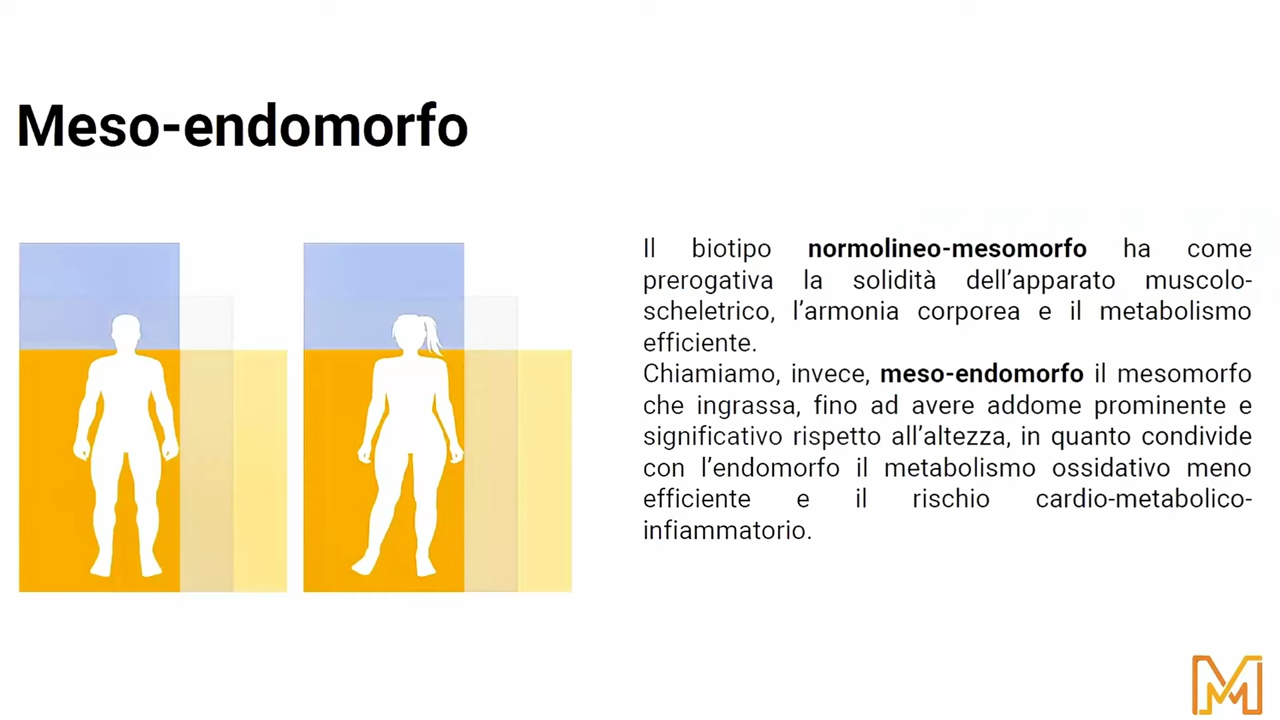 Meso-endomorfo
Il biotipo normolineo-mesomorfo ha come
prerogativa la solidità dell’apparato muscolo-
scheletrico, l’armonia corporea e il metabolismo
efficiente.
Chiamiamo, invece, meso-endomorfo il mesomorfo
che ingrassa, fino ad avere addome prominente e
significativo rispetto all’altezza, in quanto condivide
con l’endomorfo il metabolismo ossidativo meno
efficiente e il rischio cardio-metabolico-
infiammatorio.
M